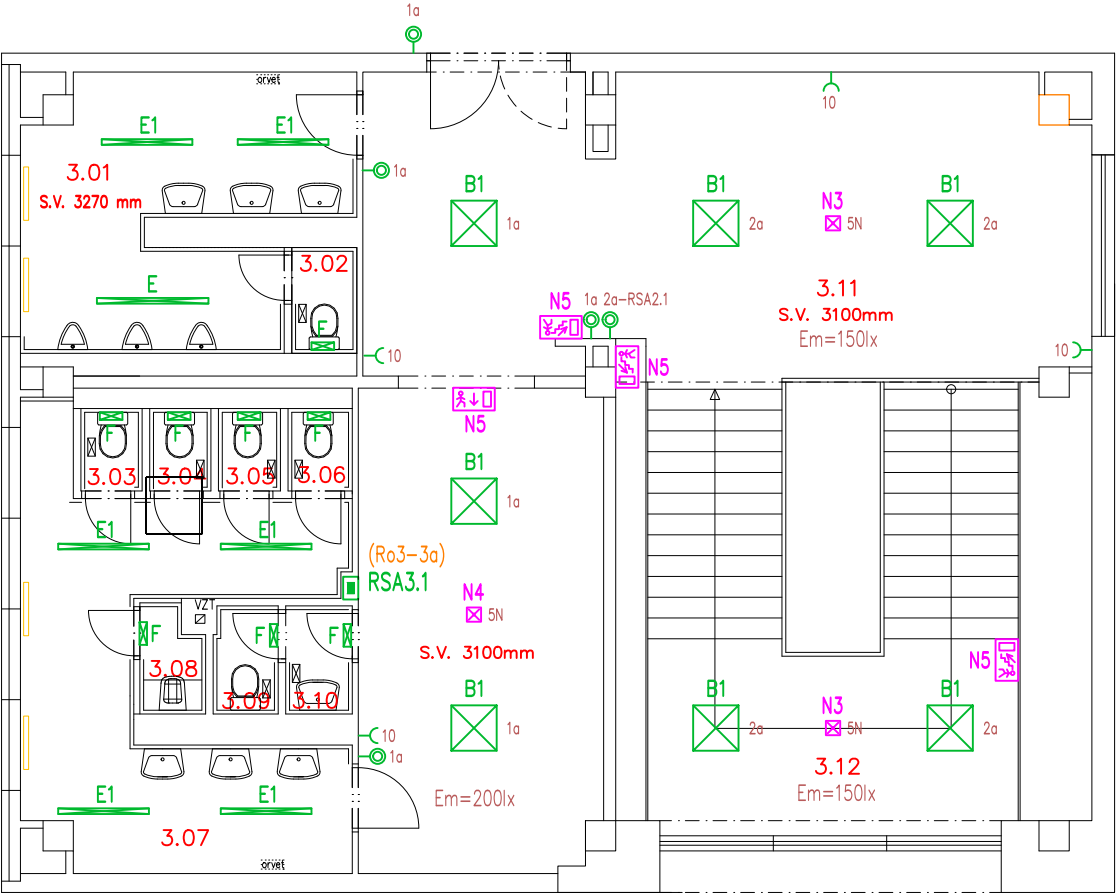 1a
orvet
E1
E1
10
3.01
S.V. 3270 mm
1a
B1
1a
B1
2a
N3
5N
B1
2a
3.02
E
F
3.11
S.V. 3100mm
Em=150lx
N5
1a 2a-RSA2.1
10
10
N5
N5
F
F
F
F
3.03
3.04
3.05
3.06
B1
1a
E1
E1
(Ro3-3a)
RSA3.1
VZT
N4
5N
F
F
F
S.V. 3100mm
3.08
3.09
3.10
N5
B1
1a
B1
2a
N3
5N
B1
2a
10
1a
3.12
Em=150lx
E1
E1
Em=200lx
3.07
orvet